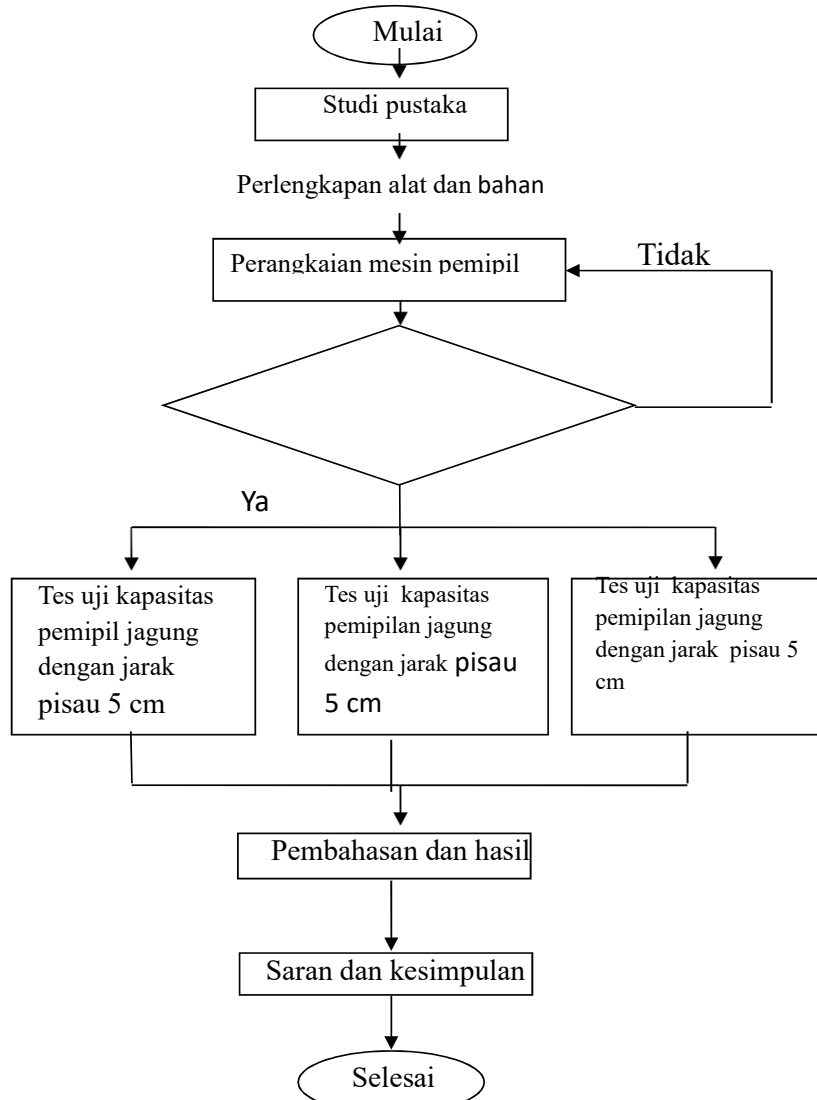 Mulai
Studi pustaka
Perlengkapan alat dan bahan
Perangkaian mesin pemipil
Tidak
Ya
Tes uji kapasitas
pemipil jagung
dengan jarak
pisau 5 cm
Tes uji kapasitas
pemipilan jagung
dengan jarak pisau
5 cm
Tes uji kapasitas
pemipilan jagung
dengan jarak pisau 5
cm
Pembahasan dan hasil
Saran dan kesimpulan
Selesai